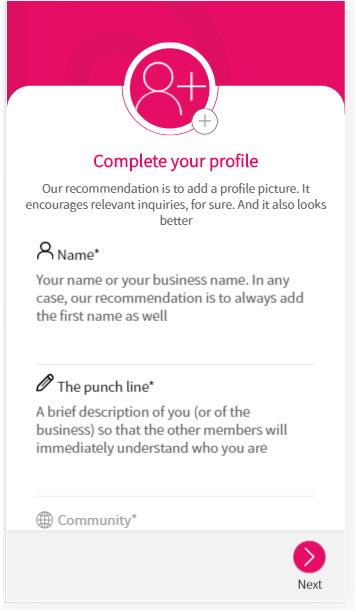 Complete your profile
Our recommendation is to add a profile picture. It
encourages relevant inquiries, for sure. And it also looks
better
Name*
Your name or your business name. In any
case, our recommendation is to always add
the first name as well
The punch line*
A brief description of you (or of the
business) so that the other members will
immediately understand who you are
Community*
Next